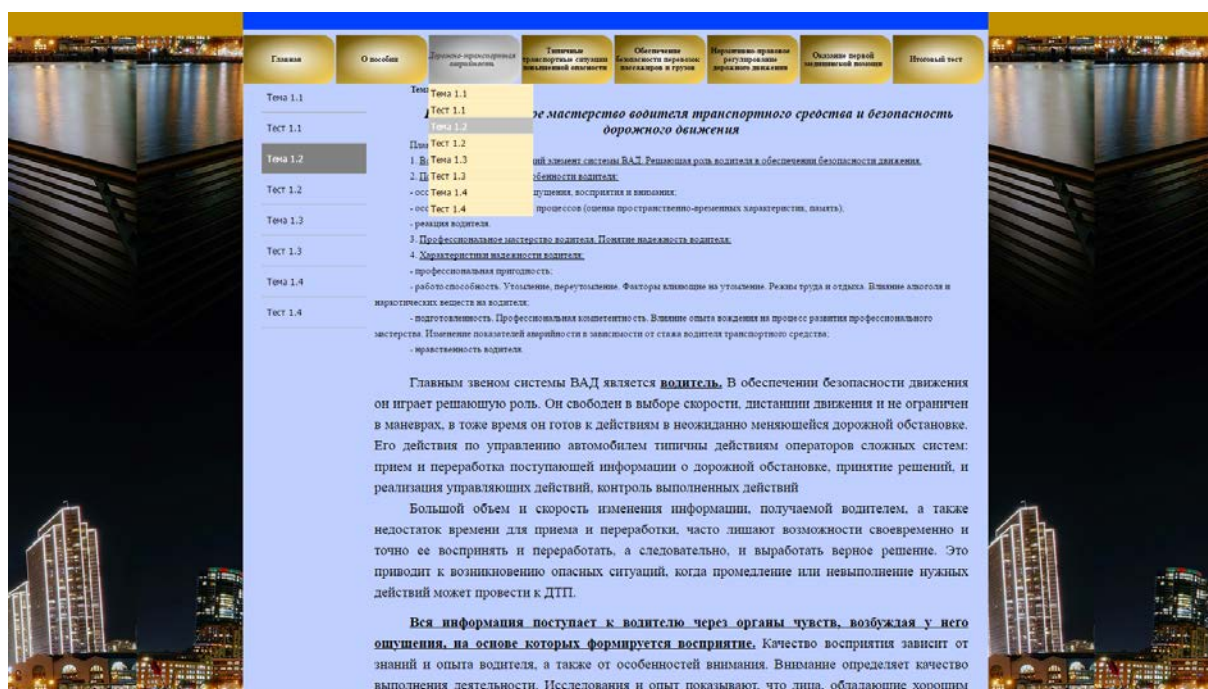 Главная
О пособии
Дорожно-транспортная
аварийность
Типичные
транспортные ситуации
повышенной опасности
Обеспечение
безопасности перевозок
пассажиров и грузов
Нормативно-правовое
регулирование
дорожного движения
Оказание первой
медицинской помощи
Итоговый тест
Тема 1.1
Тест 1.1
Тема 1.2
Тест 1.2
Тема 1.3
Тест 1.3
Тема 1.4
Тест 1.4
Тема 1.1
Тест 1.1
Тема 1.2
Тест 1.2
Тема 1.3
Тест 1.3
Тема 1.4
Тест 1.4
мастерство водителя транспортного средства и безопасность
дорожного движения
1. элемент системы ВАД. Решающая роль водителя в обеспечении безопасности движения.
2. водителя:
ощущения, восприятия и внимания;
процессов (оценка пространственно-временных характеристик, память),
- реакция водителя.
3. Профессиональное мастерство водителя. Понятие надежность водителя:
4. Характеристики надежности водителя:
- профессиональная пригодность;
- работоспособность. Утомление, переутомление. Факторы влияющие на утомление. Режим труда и отдыха. Влияние алкоголя и
наркотических веществ на водителя:
- подготовленность. Профессиональная компетентность. Влияние опыта вождения на процесс развития профессионального
мастерства. Изменение показателей аварийности в зависимости от стажа водителя транспортного средства;
- нравственность водителя.
Главным звеном системы ВАД является водитель. В обеспечении безопасности движения
он играет решающую роль. Он свободен в выборе скорости, дистанции движения и не ограничен
в маневрах, в тоже время он готов к действиям в неожиданно меняющейся дорожной обстановке.
Его действия по управлению автомобилем типичны действиям операторов сложных систем:
прием и переработка поступающей информации о дорожной обстановке, принятие решений, и
реализация управляющих действий, контроль выполненных действий
Большой объем и скорость изменения информации, получаемой водителем, а также
недостаток времени для приема и переработки, часто лишают возможности своевременно и
точно ее воспринять и переработать, а следовательно, и выработать верное решение. Это
приводит к возникновению опасных ситуаций, когда промедление или невыполнение нужных
действий может провести к ДТП.
Вся информация поступает к водителю через органы чувств, возбуждая у него
ощущения, на основе которых формируется восприятие. Качество восприятия зависит от
знаний и опыта водителя, а также от особенностей внимания. Внимание определяет качество
выполнения деятельности. Исследования и опыт показывают, что лица, обладающие хорошим